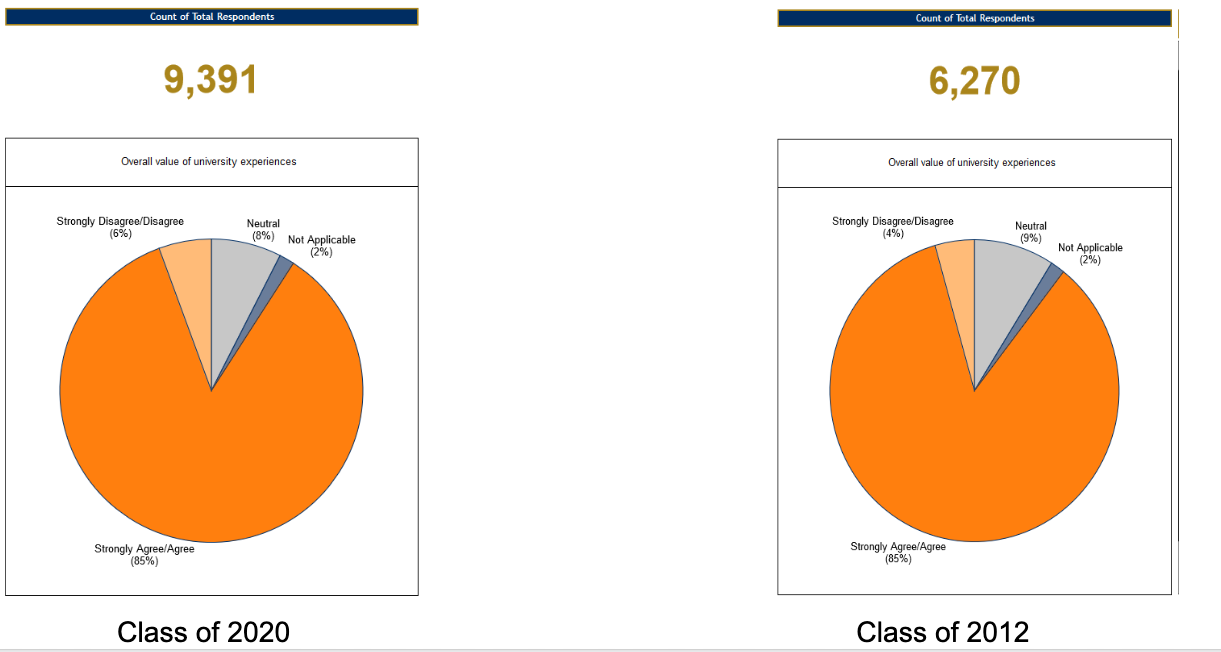 Count of Total Respondents
9,391
Overall value of university experiences
Strongly Disagree/Disagree
(6%)
Neutral
(8%)
Not Applicable
(2%)
Strongly Agree/Agree
(85%)
Class of 2020
Count of Total Respondents
6,270
Overall value of university experiences
Strongly Disagree/Disagree
(4%)
Neutral
(9%)
Not Applicable
(2%)
Strongly Agree/Agree
(85%)
Class of 2012